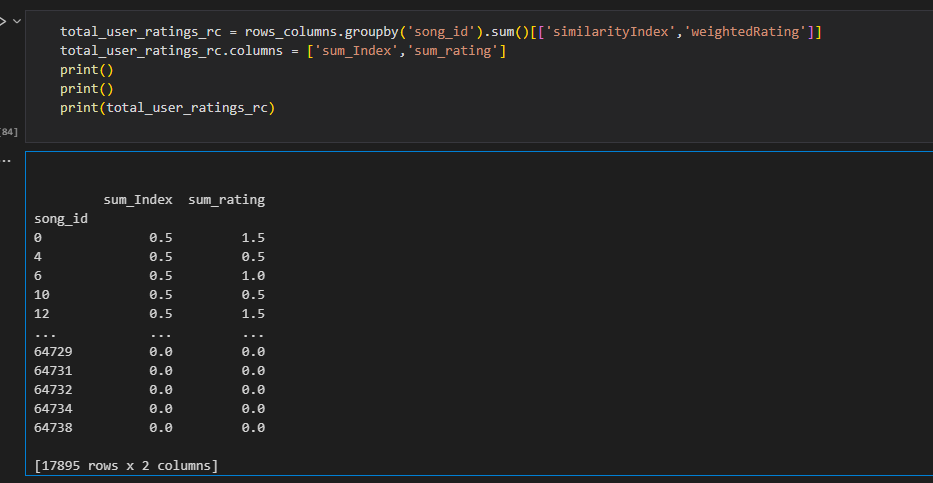 total_user_ratings_rc = rows_columns.groupby('song_id').sum()[['similarityIndex','weightedRating']]
total_user_ratings_rc.columns = ['sum_Index','sum_rating']
print()
print()
print(total_user_ratings_rc)
84]
...
sum_Index sum_rating
song_id
0 0.5 1.5
4 0.5 0.5
6 0.5 1.0
10 0.5 0.5
12 0.5 1.5
... ... ...
64729 0.0 0.0
64731 0.0 0.0
64732 0.0 0.0
64734 0.0 0.0
64738 0.0 0.0
[17895 rows x 2 columns]